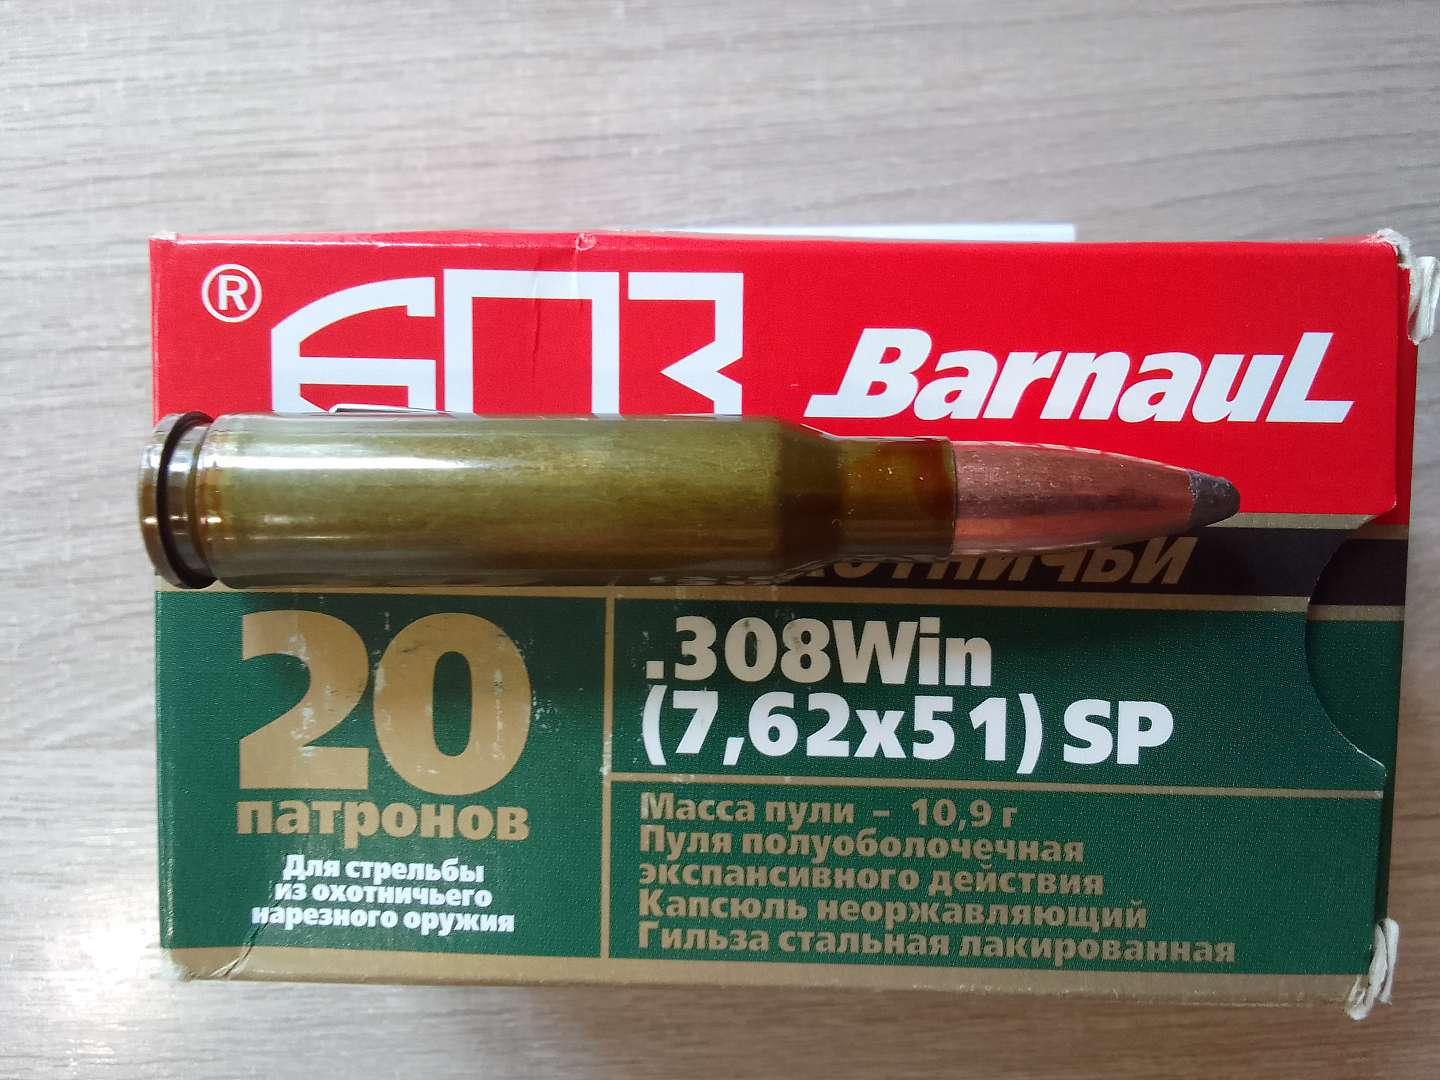 ®
БПЗ
Barnaul
20
патронов
Для стрельбы
из охотничьего
нарезного оружия
.308Win
(7,62x51) SP
Масса пули – 10,9 г
Пуля полуоболочечная
экспансивного действия
Капсюль неоржавляющий
Гильза стальная лакированная